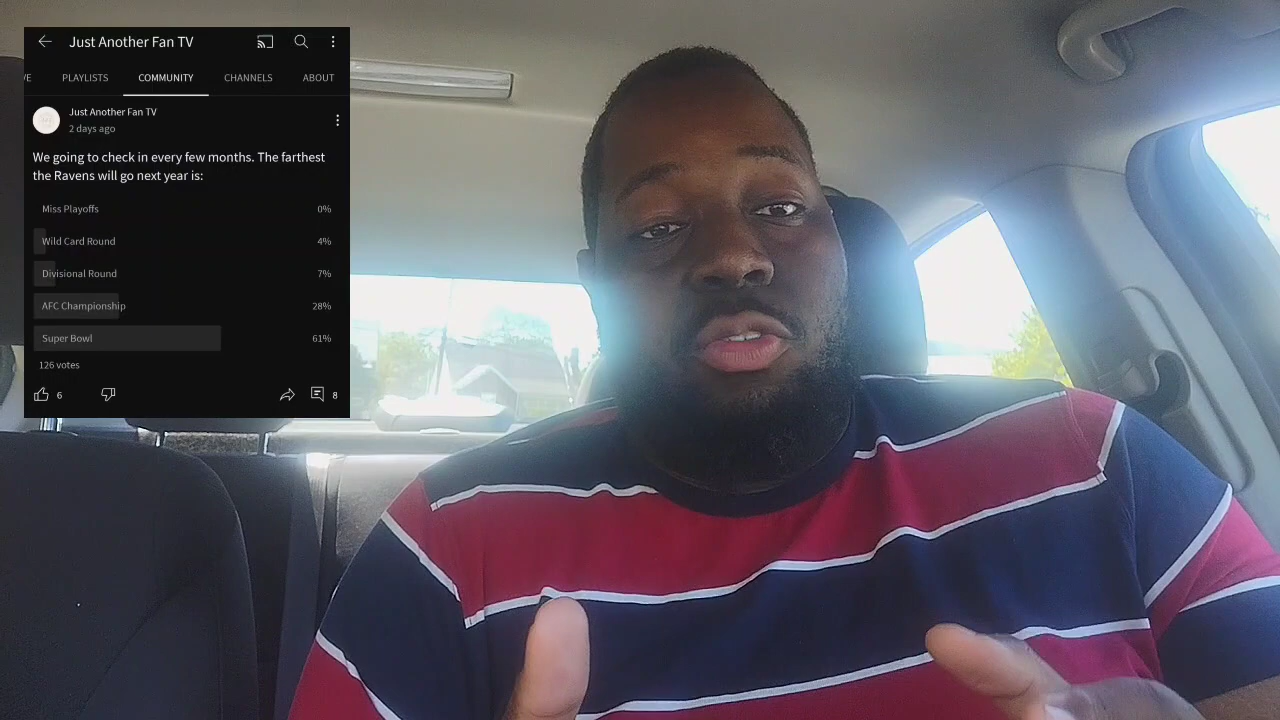 Just Another Fan TV
E
PLAYLISTS
COMMUNITY
CHANNELS
ABOUT
Just Another Fan TV
2 days ago
We going to check in every few months. The farthest
the Ravens will go next year is:
Miss Playoffs 0%
Wild Card Round 4%
Divisional Round 7%
AFC Championship 28%
Super Bowl 61%
126 votes
6
8